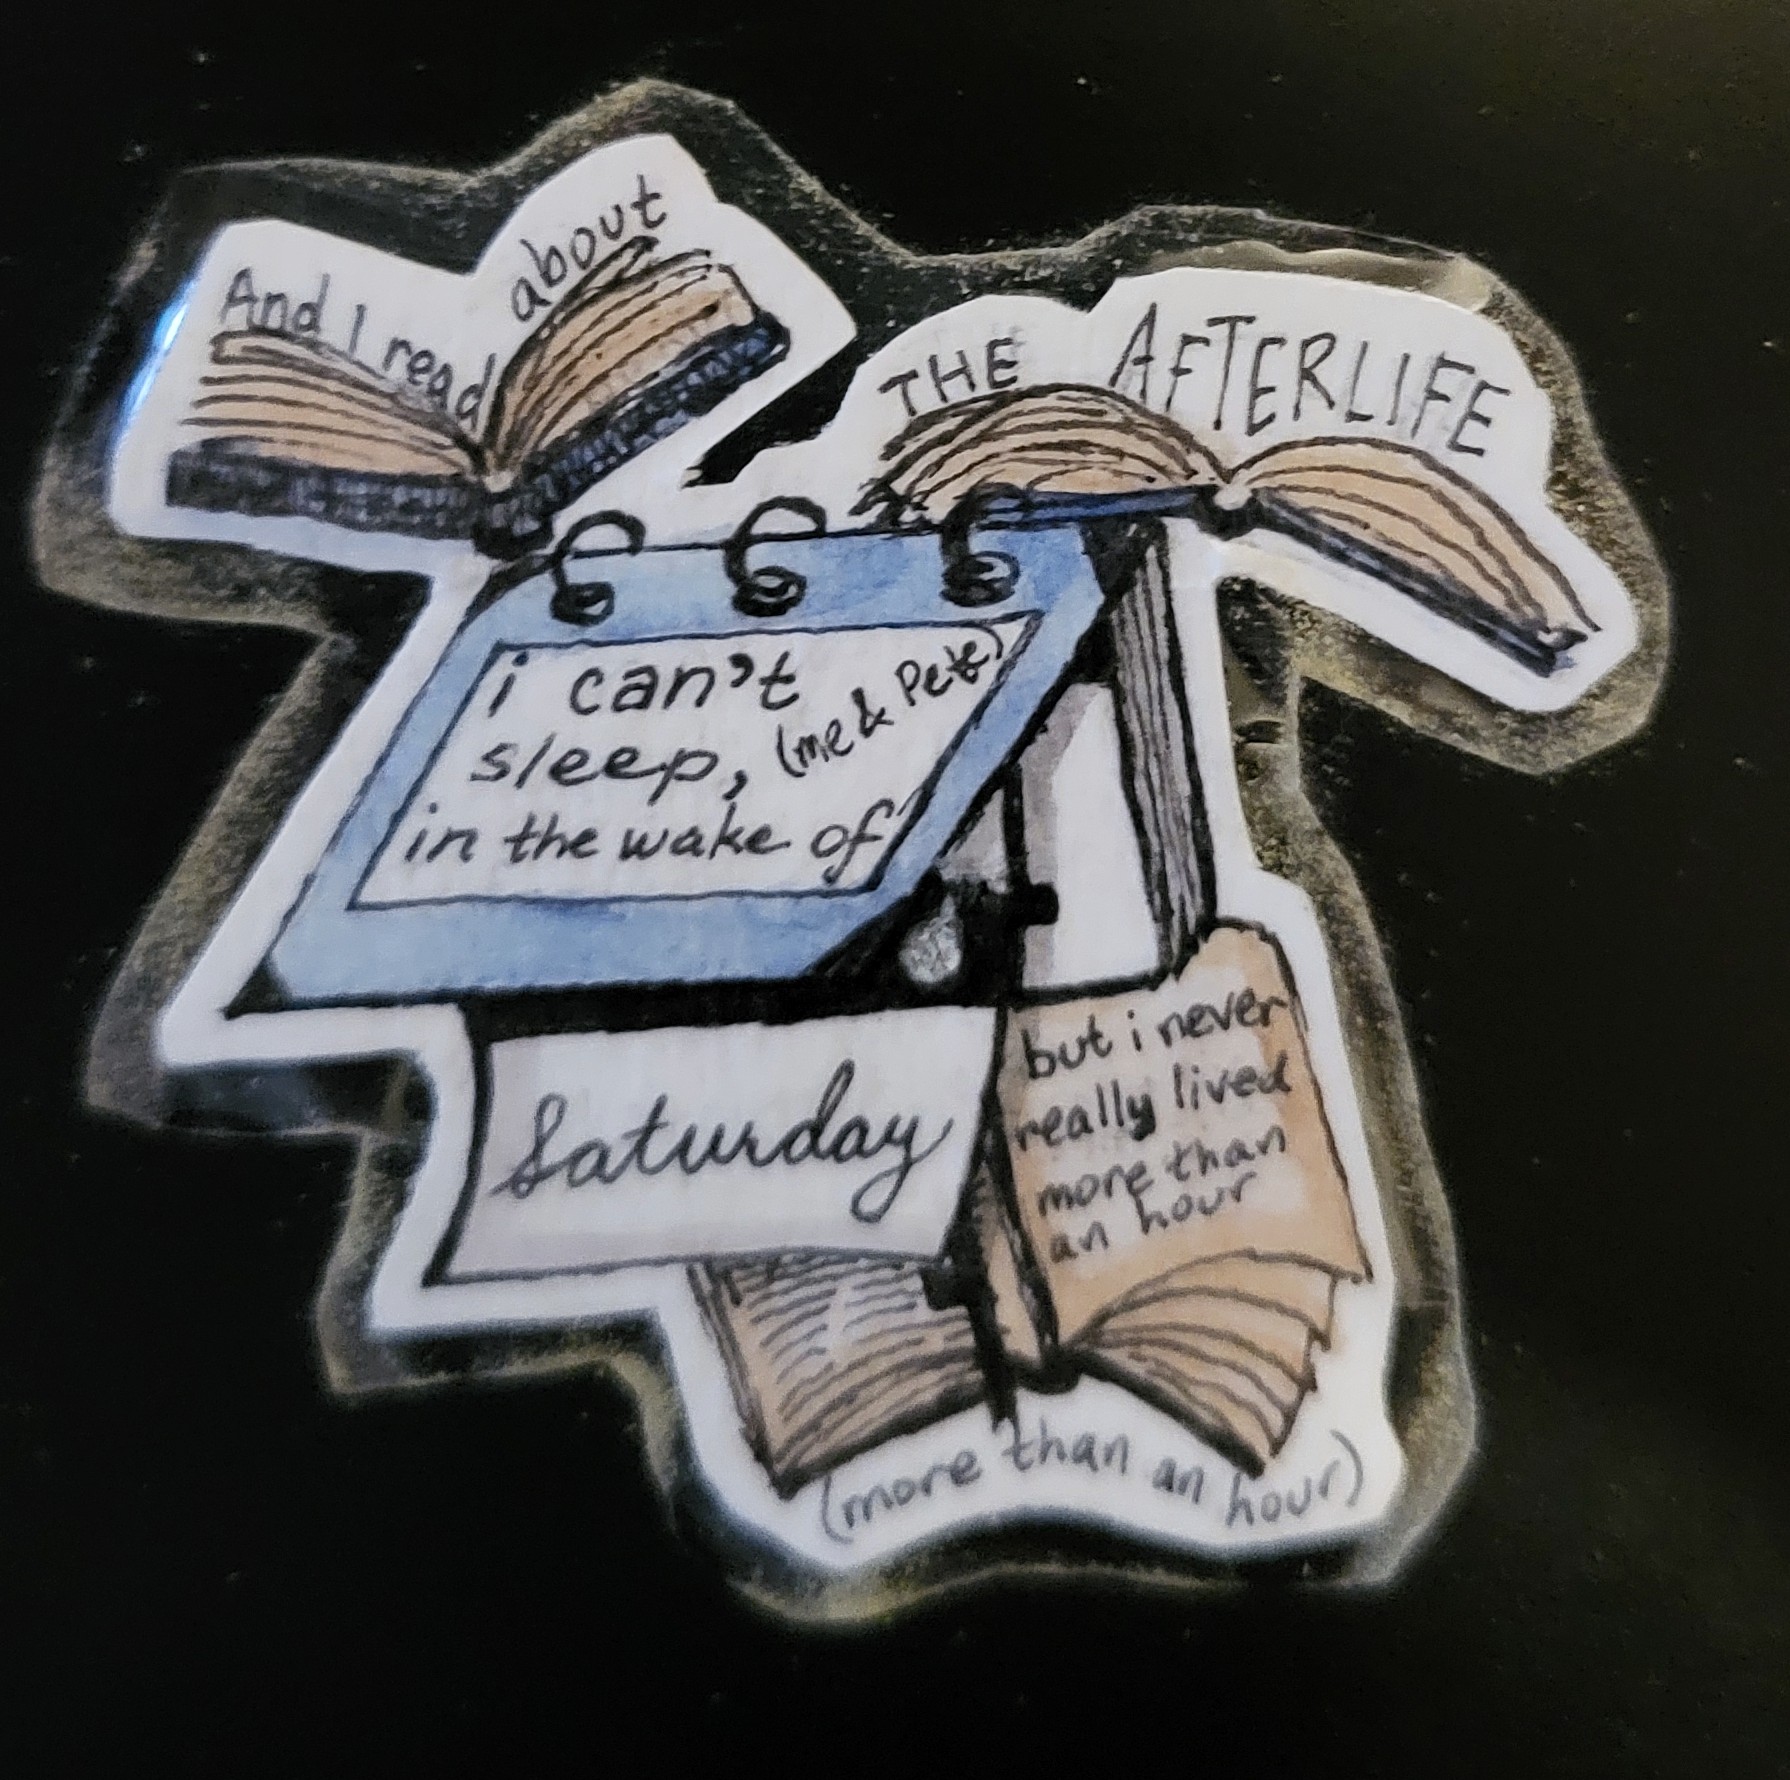 And I read about
THE AFTERLIFE
i can't
sleep, (me & Pete)
in the wake of
Saturday
but i never
really lived
more than
an hour
(more than an hour)